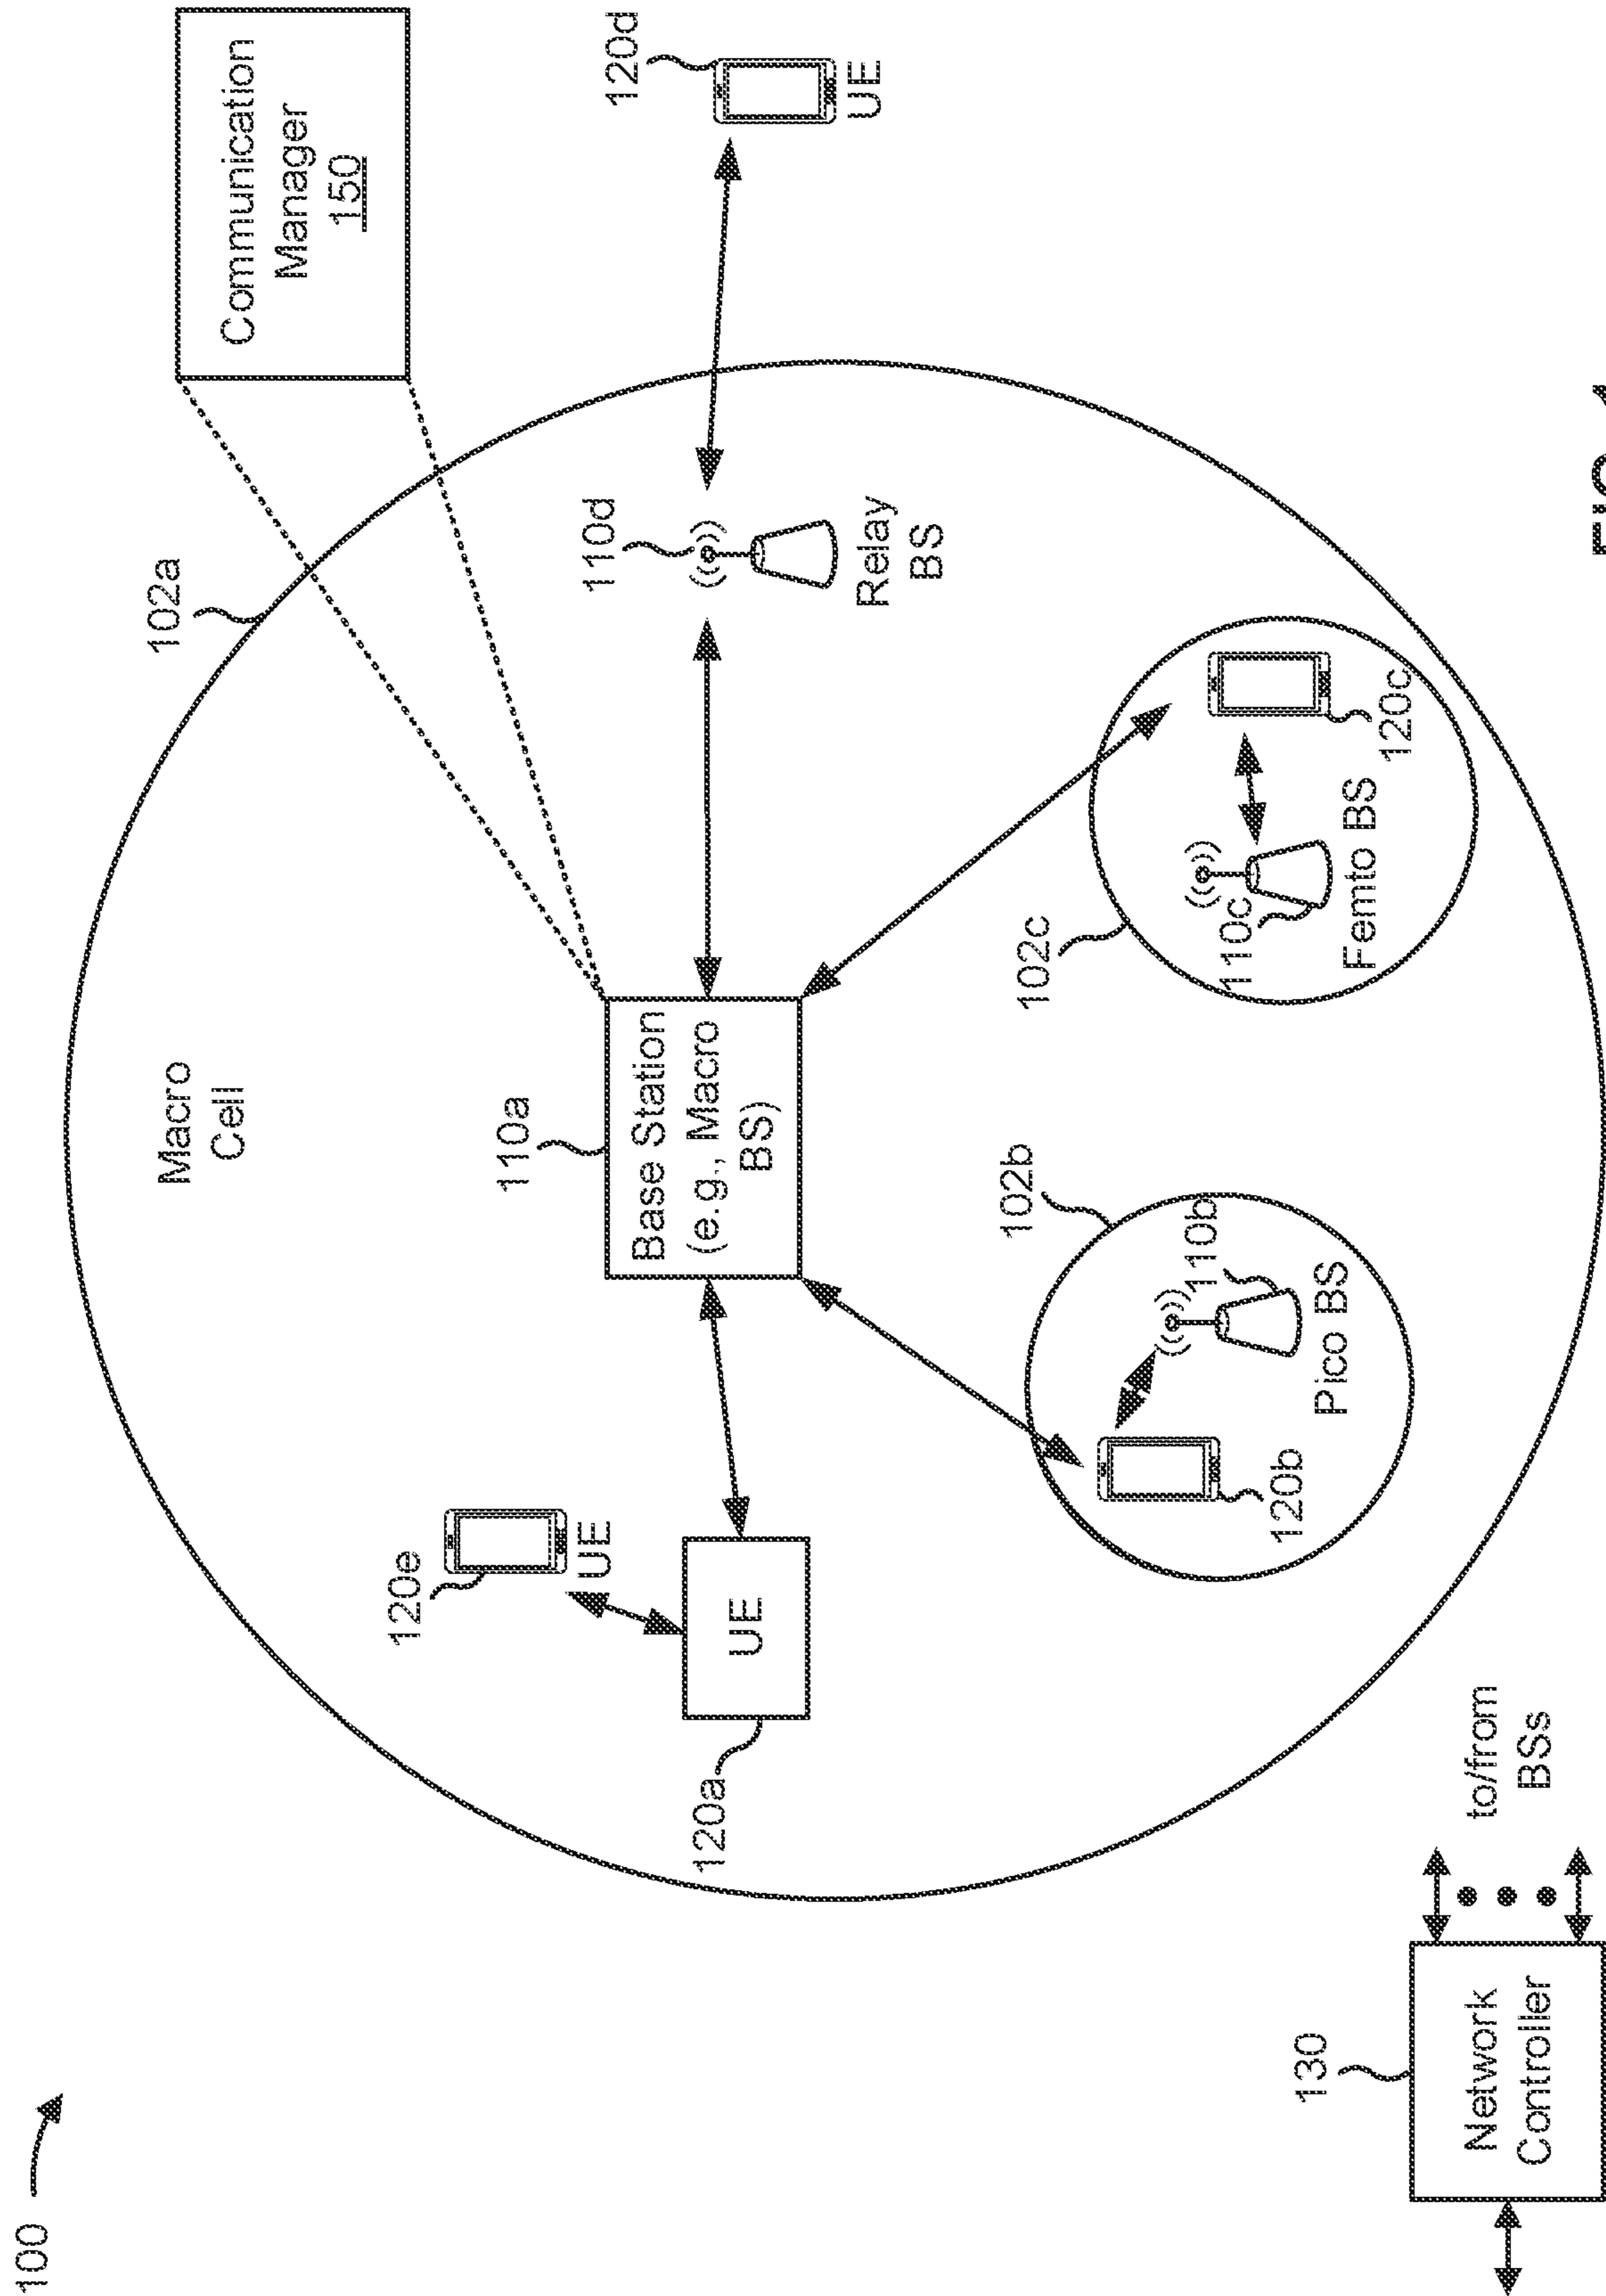 100
Macro
Cell
102a
Communication
Manager
150
120e
UE
110a
Base Station
(e.g., Macro
BS)
110d
Relay
BS
120d
UE
UE
120a
102b
120b
110b
Pico BS
102c
110c
Femto BS
120c
130
Network
Controller
to/from
BSs